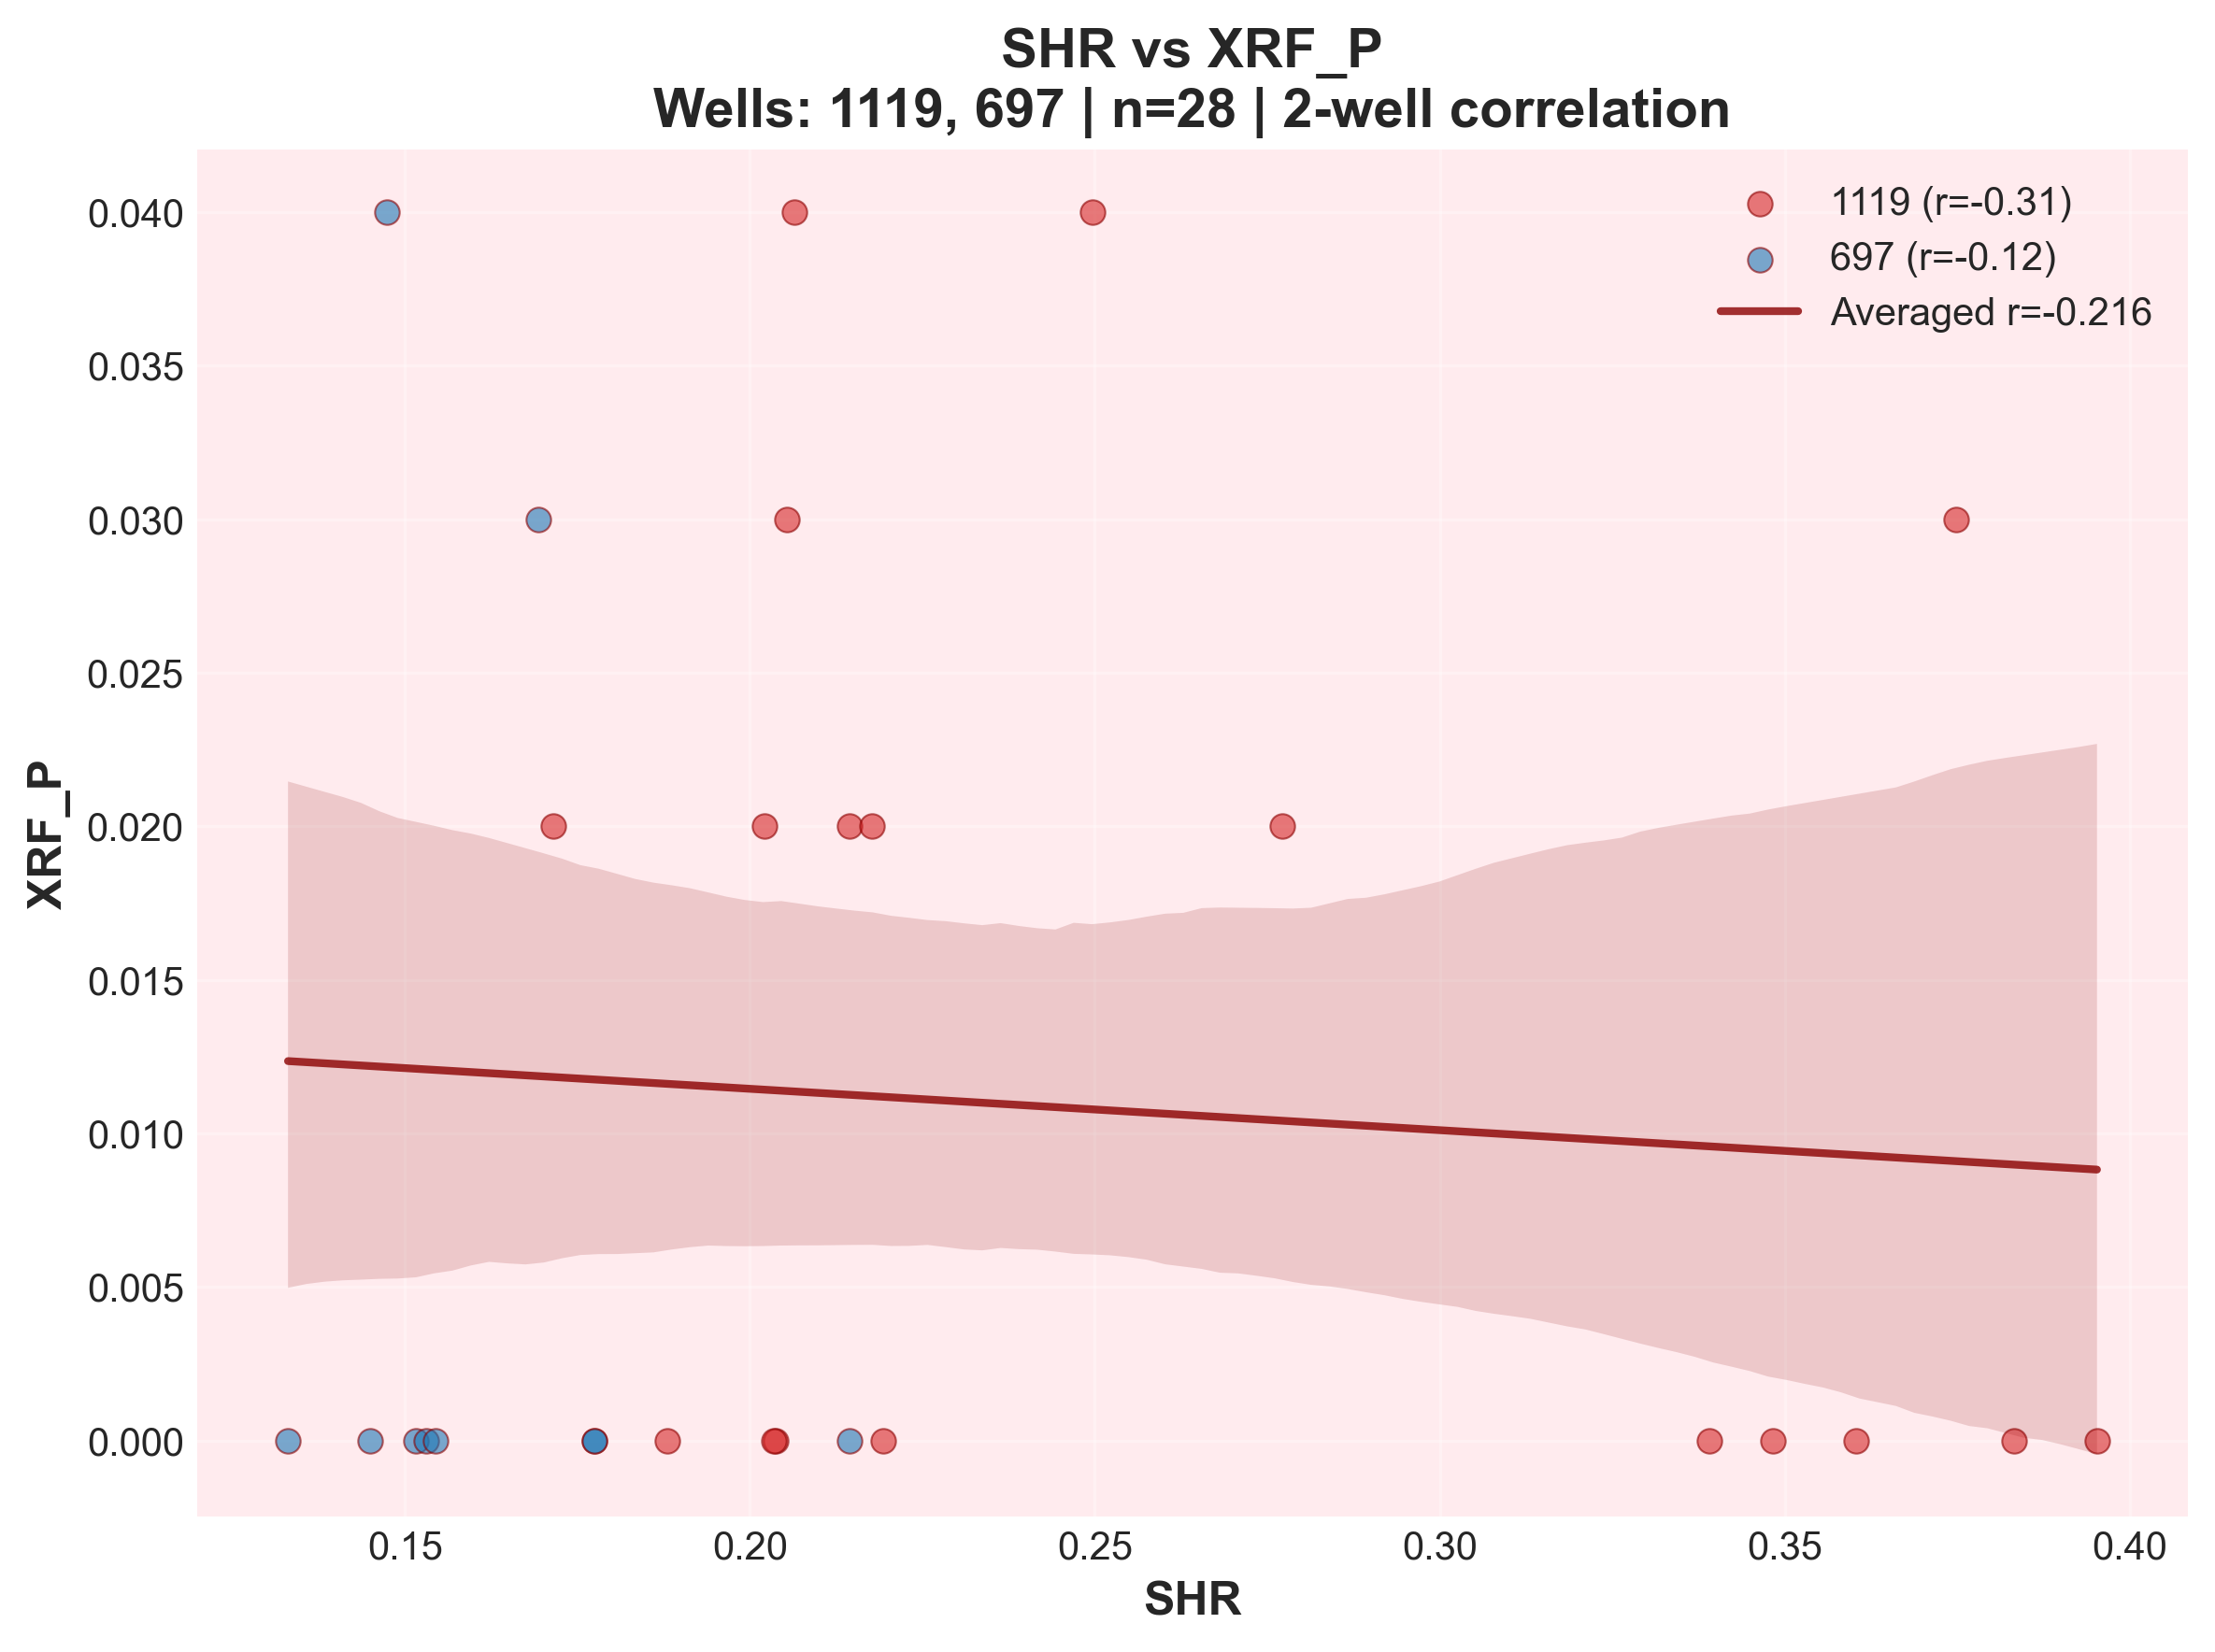 SHR vs XRF_P
Wells: 1119, 697 | n=28 | 2-well correlation
1119 (r=-0.31)
697 (r=-0.12)
Averaged r=-0.216
0.040
0.035
0.030
0.025
0.020
0.015
0.010
0.005
0.000
XRF_P
0.15
0.20
0.25
0.30
0.35
0.40
SHR